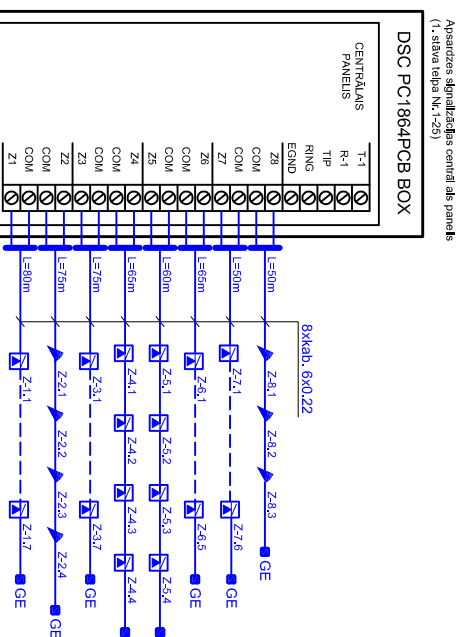 Apsardzes signalizācijas centrālais panelis
(1. stāva telpa Nr.1-25)
DSC PC1864PCB BOX
CENTRĀLAIS
PANELIS
T-1
R-1
TIP
RING
EGND
Z8
COM
COM
Z7
Z6
COM
COM
Z5
Z4
COM
COM
Z3
Z2
COM
COM
Z1
8xkab. 6x0.22
L=50m Z-8.1 Z-8.2 Z-8.3 GE
L=50m Z-7.1 Z-7.6 GE
L=65m Z-6.1 Z-6.5 GE
L=60m Z-5.1 Z-5.2 Z-5.3 Z-5.4
L=65m Z-4.1 Z-4.2 Z-4.3 Z-4.4
L=75m Z-3.1 Z-3.7 GE
L=75m Z-2.1 Z-2.2 Z-2.3 Z-2.4 GE
L=80m Z-1.1 Z-1.7 GE